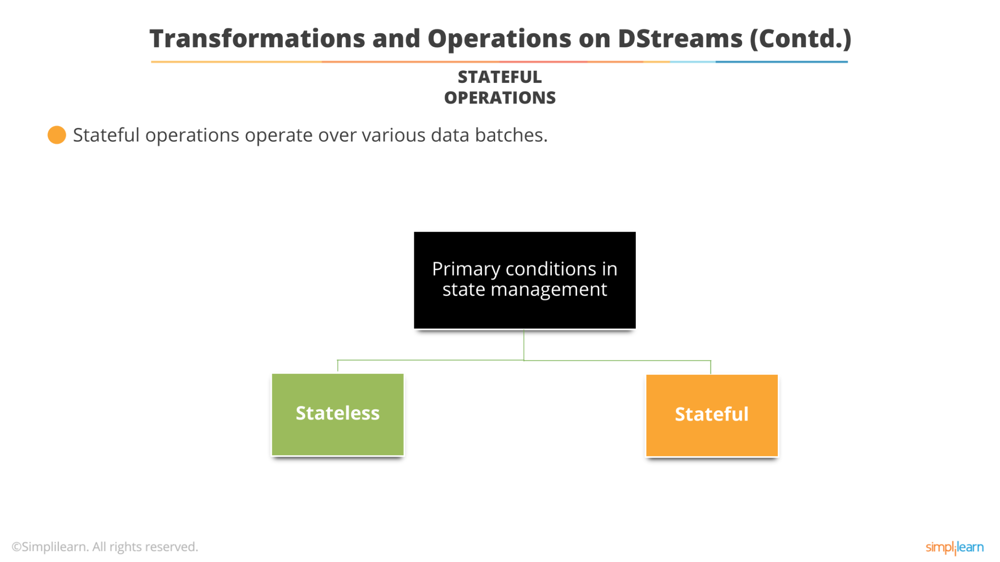 Transformations and Operations on DStreams (Contd.)
STATEFUL
OPERATIONS
Stateful operations operate over various data batches.
Primary conditions in
state management
Stateless
Stateful
©Simplilearn. All rights reserved.
simplilearn